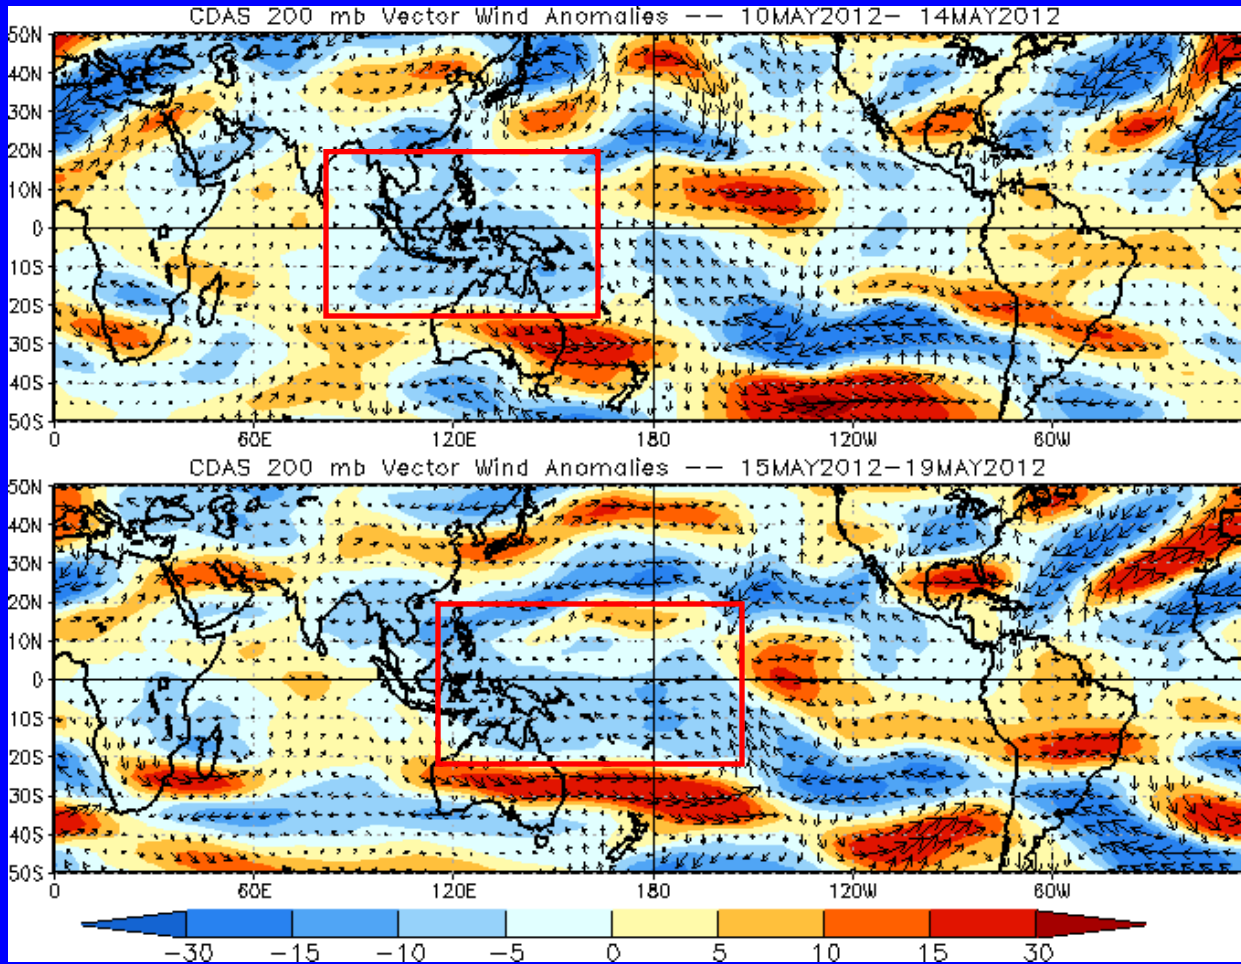 CDAS 200 mb Vector Wind Anomalies -- 10MAY2012- 14MAY2012
50N
40N
30N
20N
10N
0
10S
20S
30S
40S
50S
0 60E 120E 180 120W 60W
CDAS 200 mb Vector Wind Anomalies -- 15MAY2012-19MAY2012
50N
40N
30N
20N
10N
0
10S
20S
30S
40S
50S
0 60E 120E 180 120W 60W
-30 -15 -10 -5 0 5 10 15 30